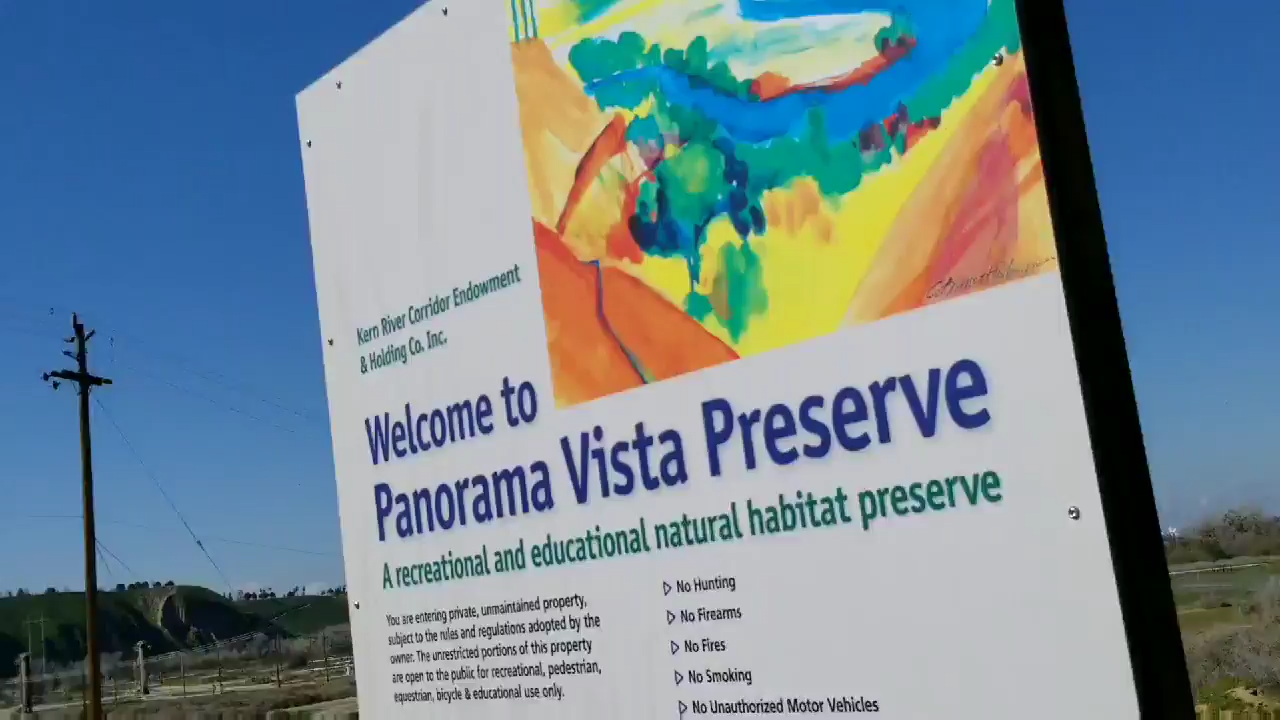 Kern River Corridor Endowment
& Holding Co. Inc.
Welcome to
Panorama Vista Preserve
A recreational and educational natural habitat preserve
You are entering private, unmaintained property,
subject to the rules and regulations adopted by the
owner. The unrestricted portions of this property
are open to the public for recreational, pedestrian,
equestrian, bicycle & educational use only.
▷ No Hunting
▷ No Firearms
▷ No Fires
▷ No Smoking
▷ No Unauthorized Motor Vehicles